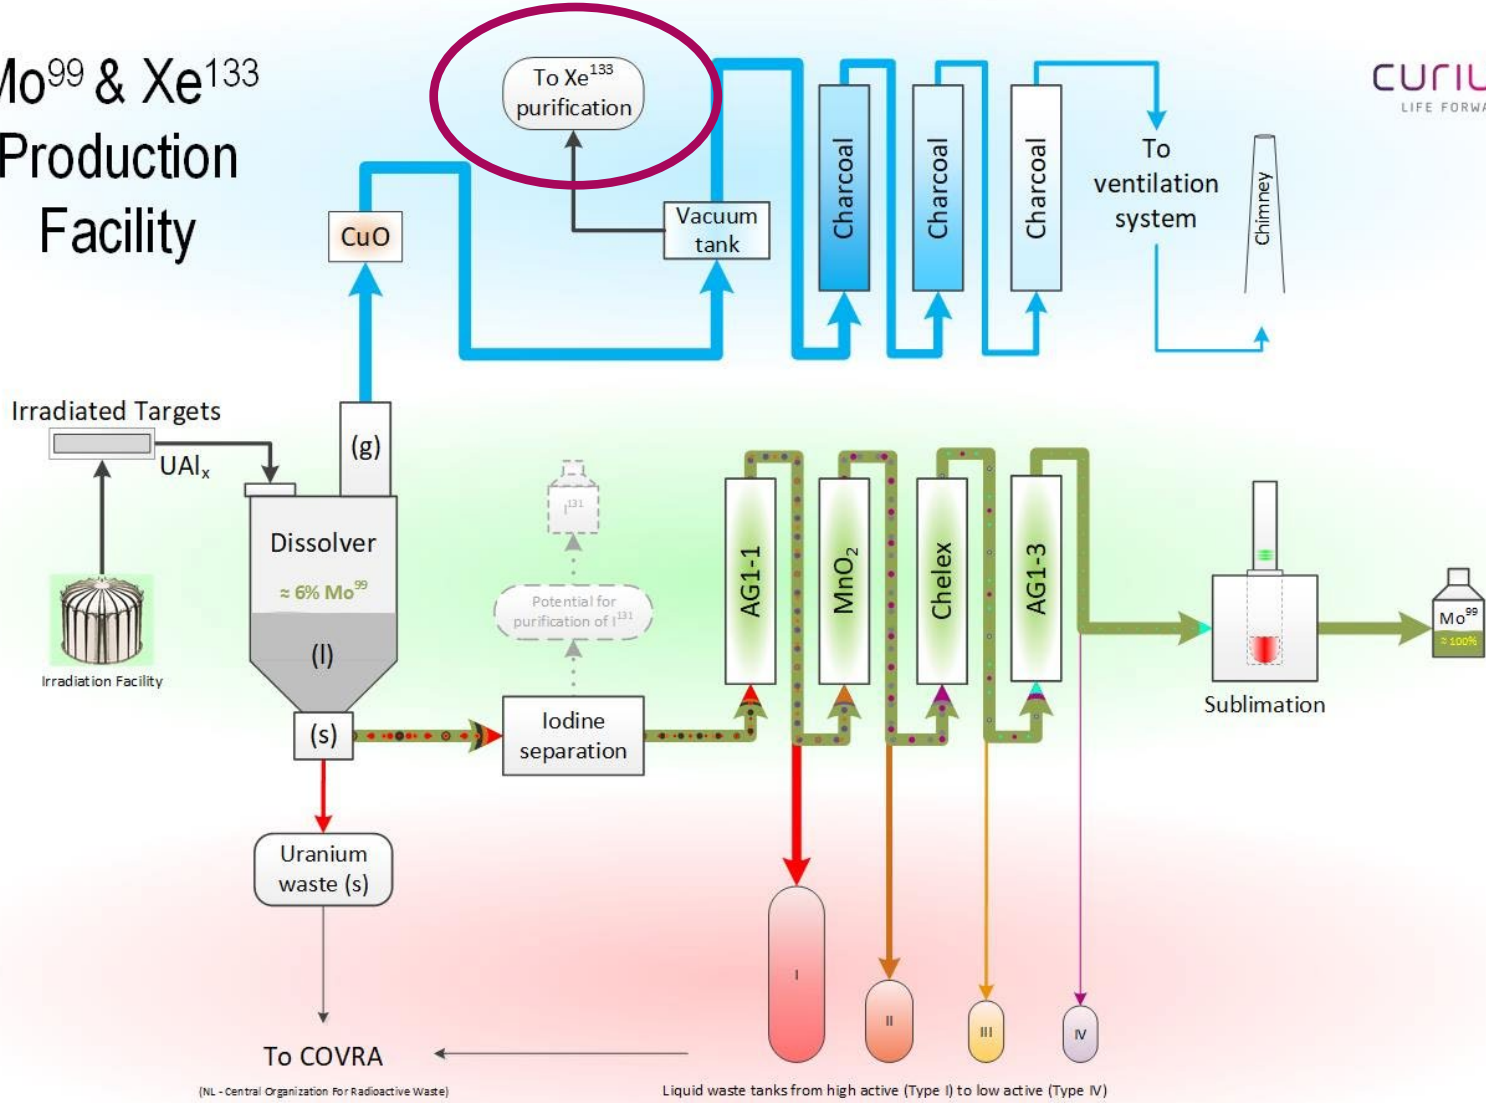 Mo⁹⁹ & Xe¹³³
Production
Facility
To Xe¹³³
purification
CURIU
LIFE FORWA
CuO
Vacuum
tank
Charcoal
Charcoal
Charcoal
To
ventilation
system
Chimney
Irradiated Targets
UAlₓ
(g)
Dissolver
≈ 6% Mo⁹⁹
(l)
(s)
Irradiation Facility
I¹³¹
Potential for
purification of I¹³¹
Iodine
separation
AG1-1
MnO₂
Chelex
AG1-3
Sublimation
Mo⁹⁹
≈ 100%
Uranium
waste (s)
I
II
III
IV
To COVRA
(NL - Central Organization For Radioactive Waste)
Liquid waste tanks from high active (Type I) to low active (Type IV)